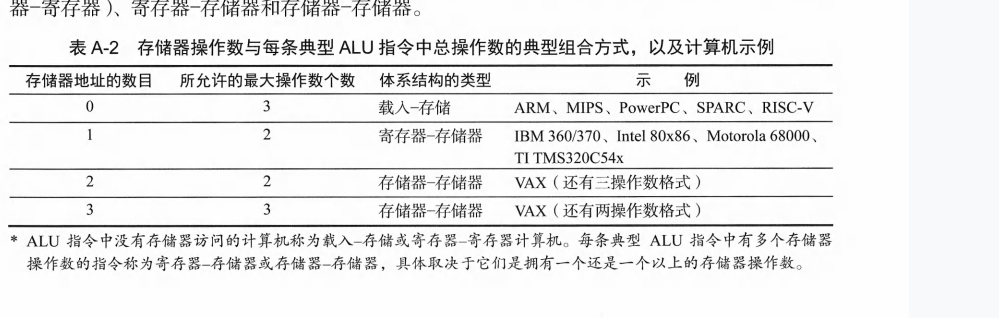 器-寄存器)、寄存器-存储器和存储器-存储器。
表 A-2 存储器操作数与每条典型 ALU 指令中总操作数的典型组合方式，以及计算机示例
存储器地址的数目 所允许的最大操作数个数 体系结构的类型 示 例
0 3 载入-存储 ARM、MIPS、PowerPC、SPARC、RISC-V
1 2 寄存器-存储器 IBM 360/370、Intel 80x86、Motorola 68000、
TI TMS320C54x
2 2 存储器-存储器 VAX（还有三操作数格式）
3 3 存储器-存储器 VAX（还有两操作数格式）
* ALU 指令中没有存储器访问的计算机称为载入-存储或寄存器-寄存器计算机。每条典型 ALU 指令中有多个存储器
操作数的指令称为寄存器-存储器或存储器-存储器，具体取决于它们是拥有一个还是一个以上的存储器操作数。